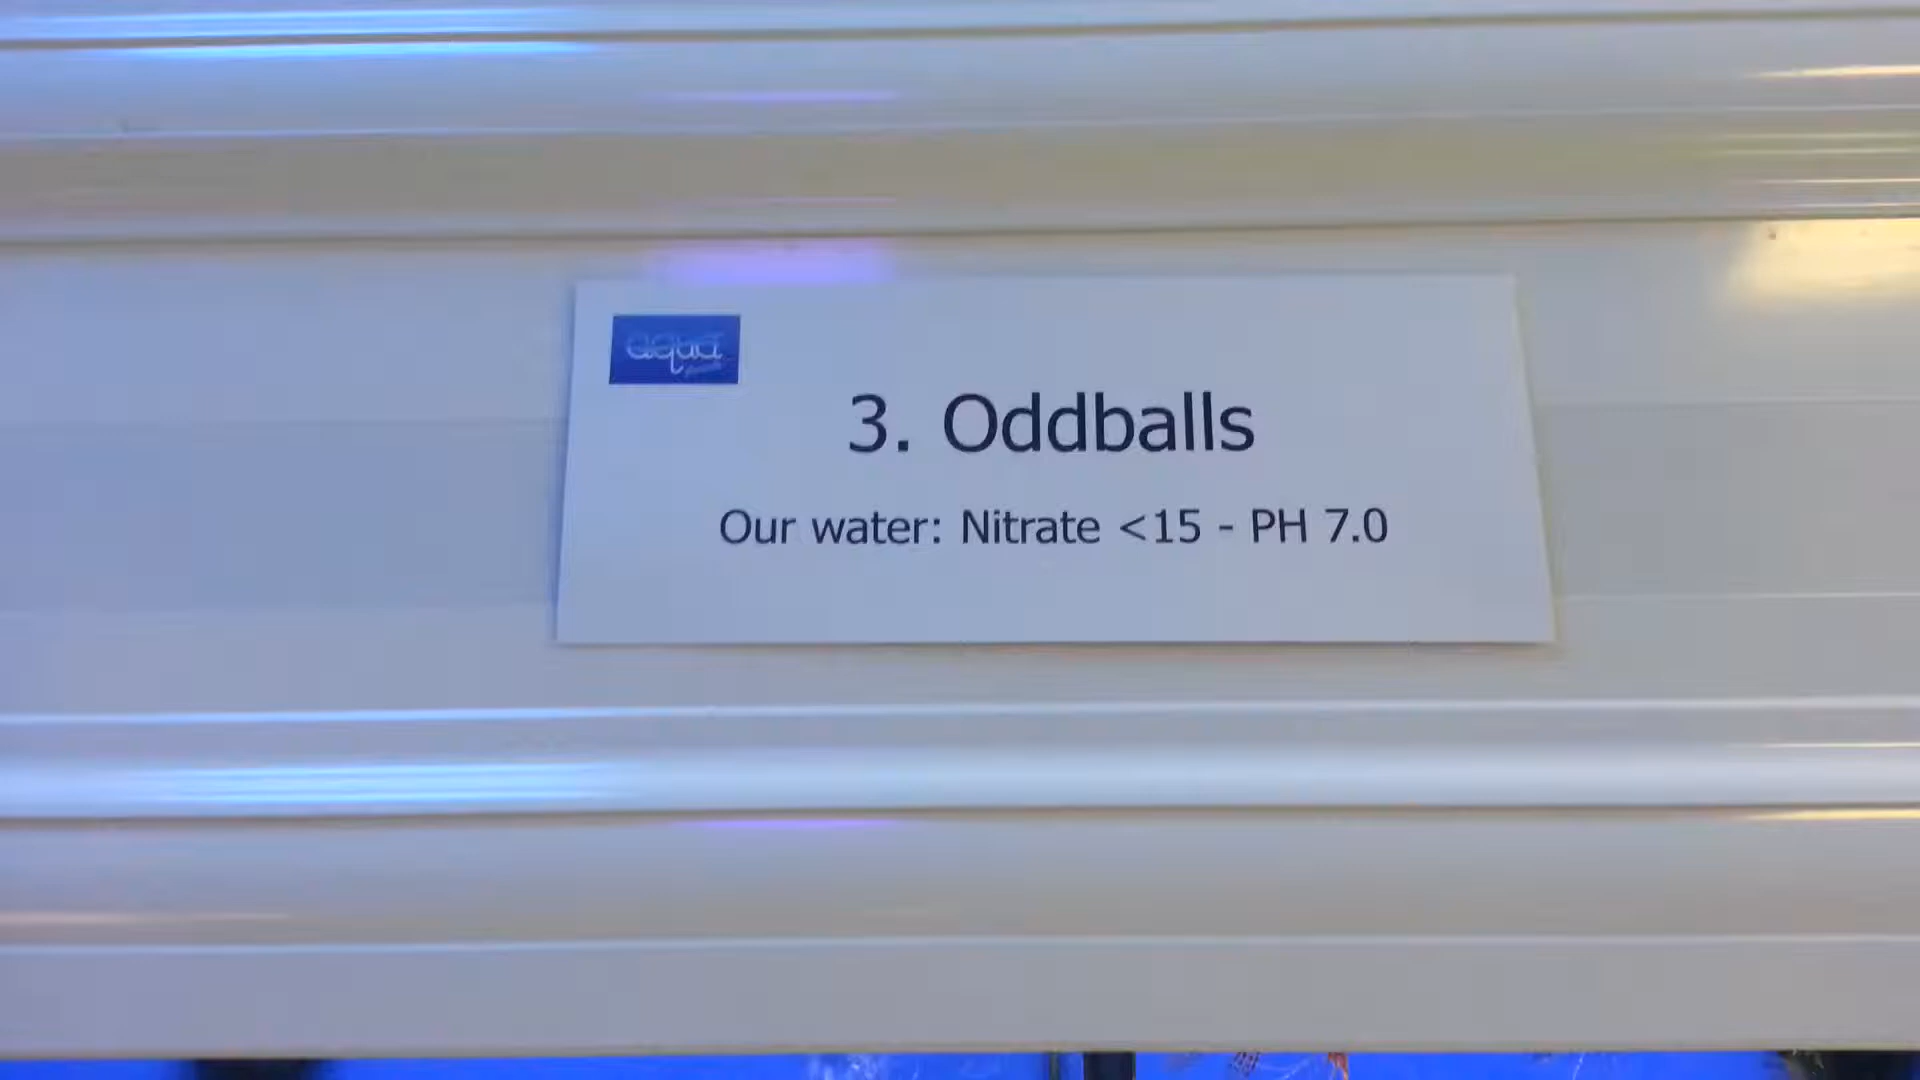 aqua
3. Oddballs
Our water: Nitrate <15 - PH 7.0